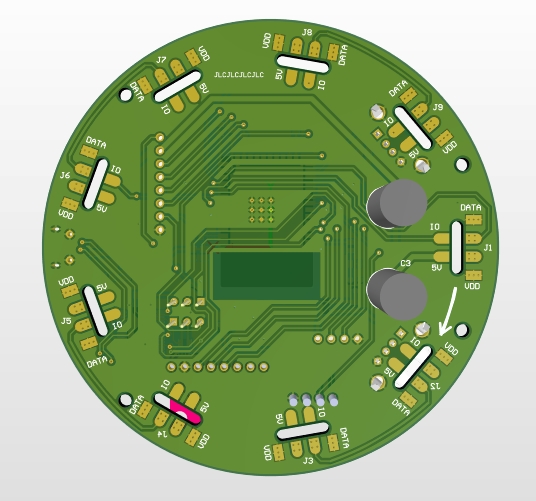 J8
VDD
DATA
5V
IO
JLCJLCJLCJLC
J7
VDD
DATA
5V
IO
DATA
J9
VDD
IO
5V
DATA
IO
J6
5V
VDD
DATA
IO
J1
5V
VDD
C3
VDD
5V
J5
IO
DATA
IO
VDD
5V
J2
DATA
IO
5V
DATA
J4
VDD
IO
5V
DATA
VDD
J3